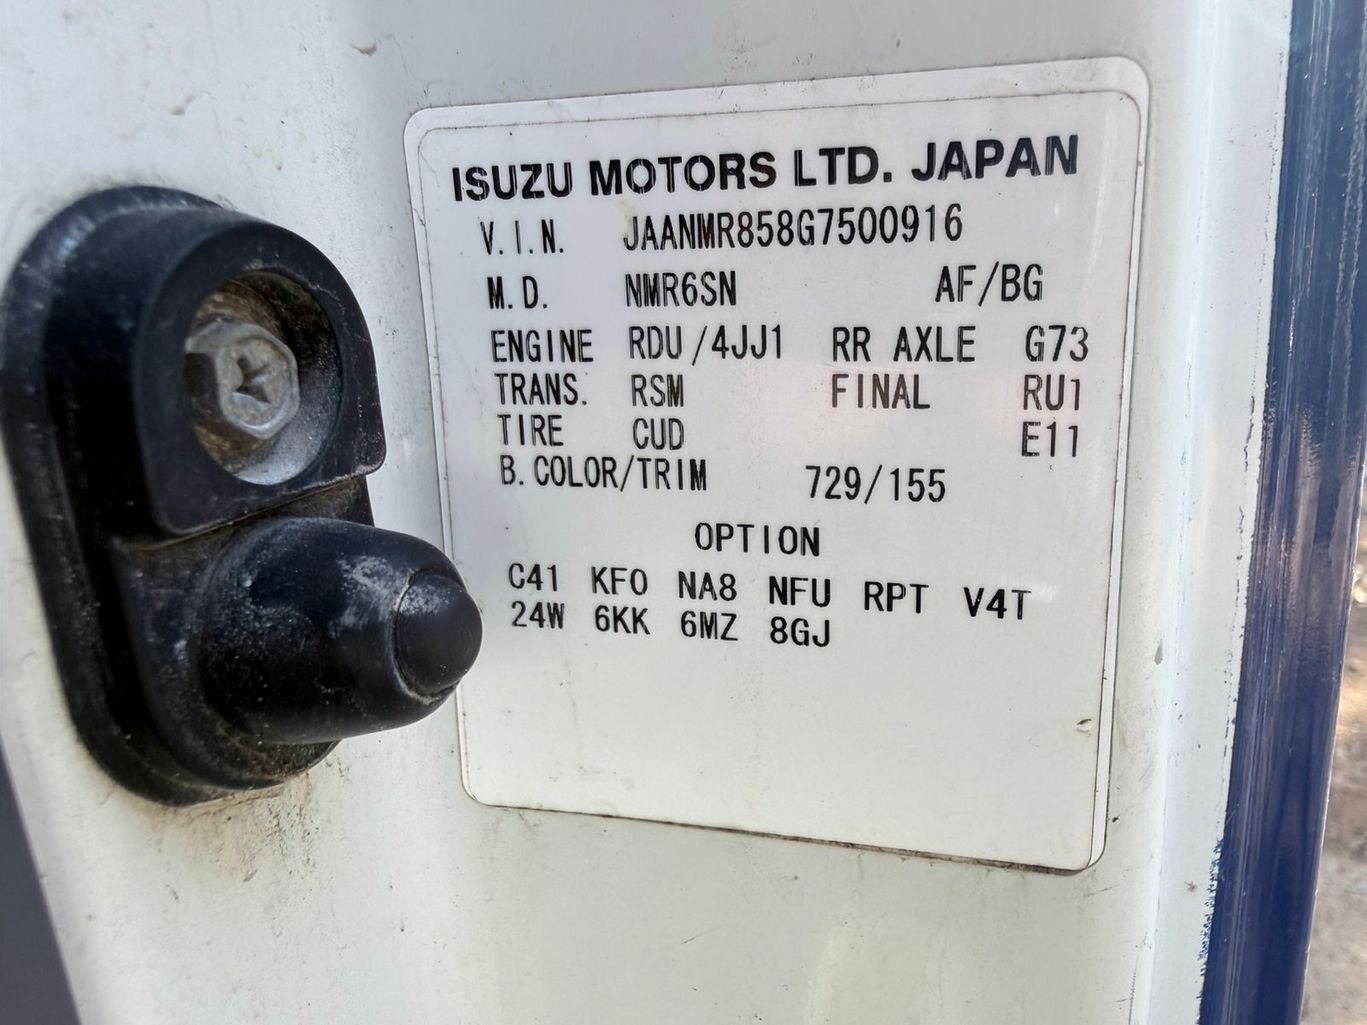 ISUZU MOTORS LTD. JAPAN
V.I.N. JAANMR858G7500916
M.D. NMR6SN AF/BG
ENGINE RDU/4JJ1 RR AXLE G73
TRANS. RSM FINAL RU1
TIRE CUD E11
B.COLOR/TRIM 729/155
OPTION
C41 KF0 NA8 NFU RPT V4T
24W 6KK 6MZ 8GJ